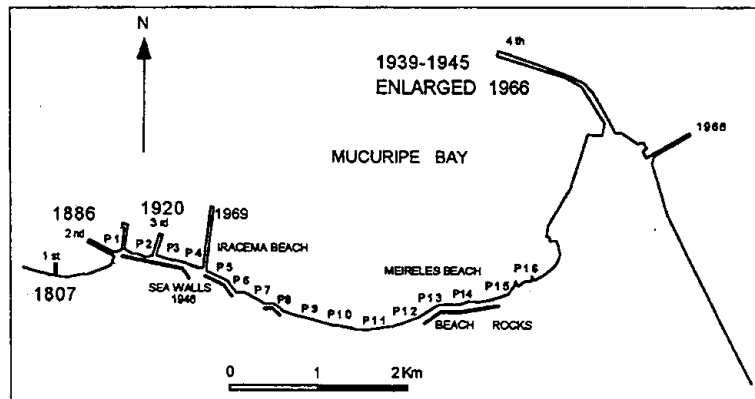 N
4th
1939-1945
ENLARGED 1966
1966
MUCURIPE BAY
1886
1920
1969
2nd
P1
P2
3rd
P3
P4
IRACEMA BEACH
1st
1807
SEA WALLS
1946
P5
P6
P7
P8
P9
P10
P11
P12
P13
P14
P15
P16
MEIRELES BEACH
BEACH ROCKS
0 1 2 Km